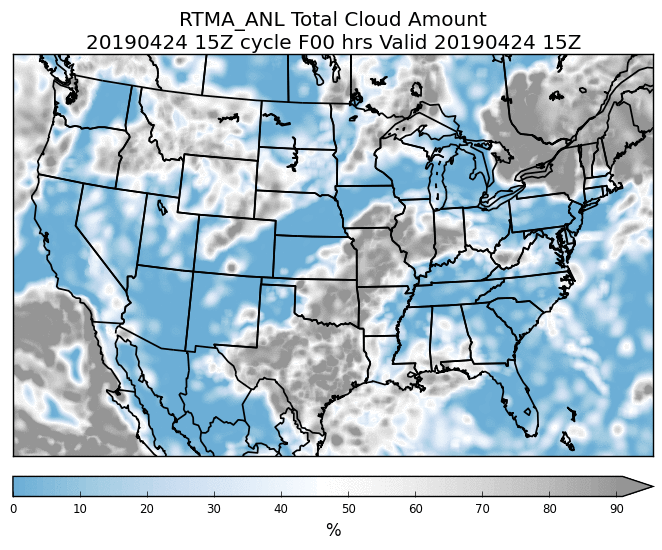 RTMA_ANL Total Cloud Amount
20190424 15Z cycle F00 hrs Valid 20190424 15Z
0 10 20 30 40 50 60 70 80 90
%